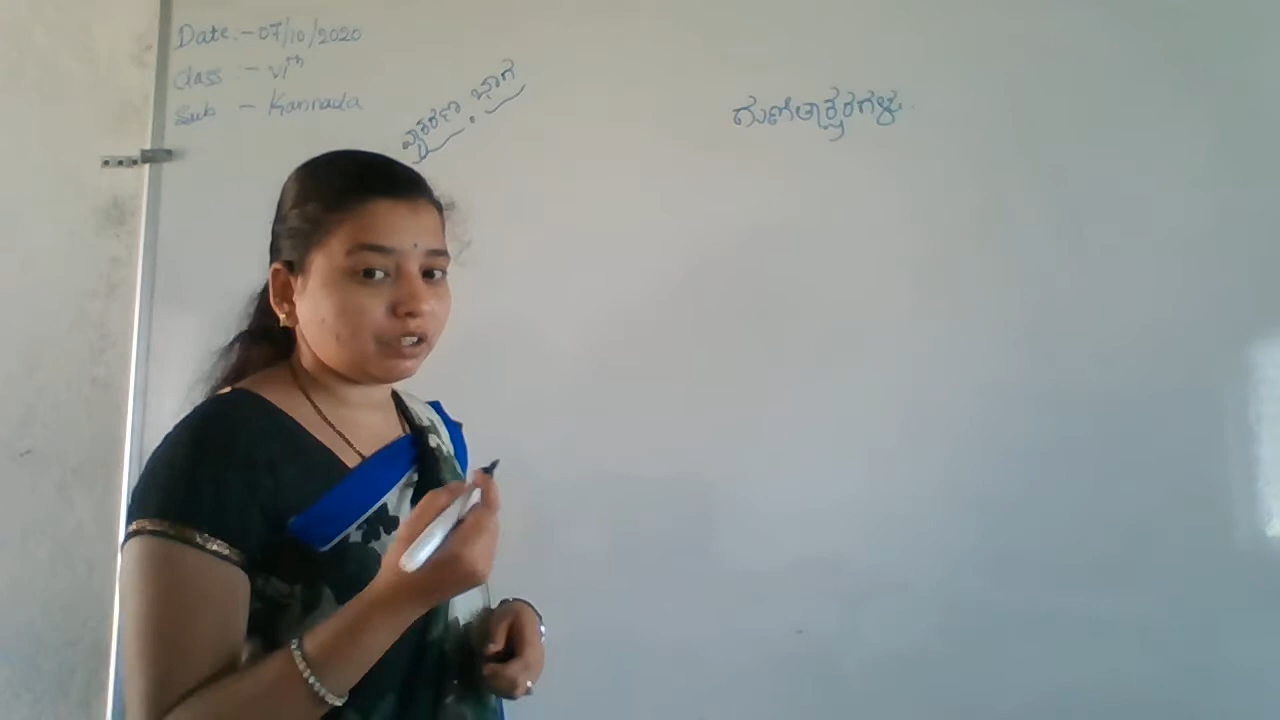 Date :- 07/10/2020
Class - VIth
Sub - Kannada
ವ್ಯಾಕರಣ ಭಾಗ
ಗುಣಿತಾಕ್ಷರಗಳು